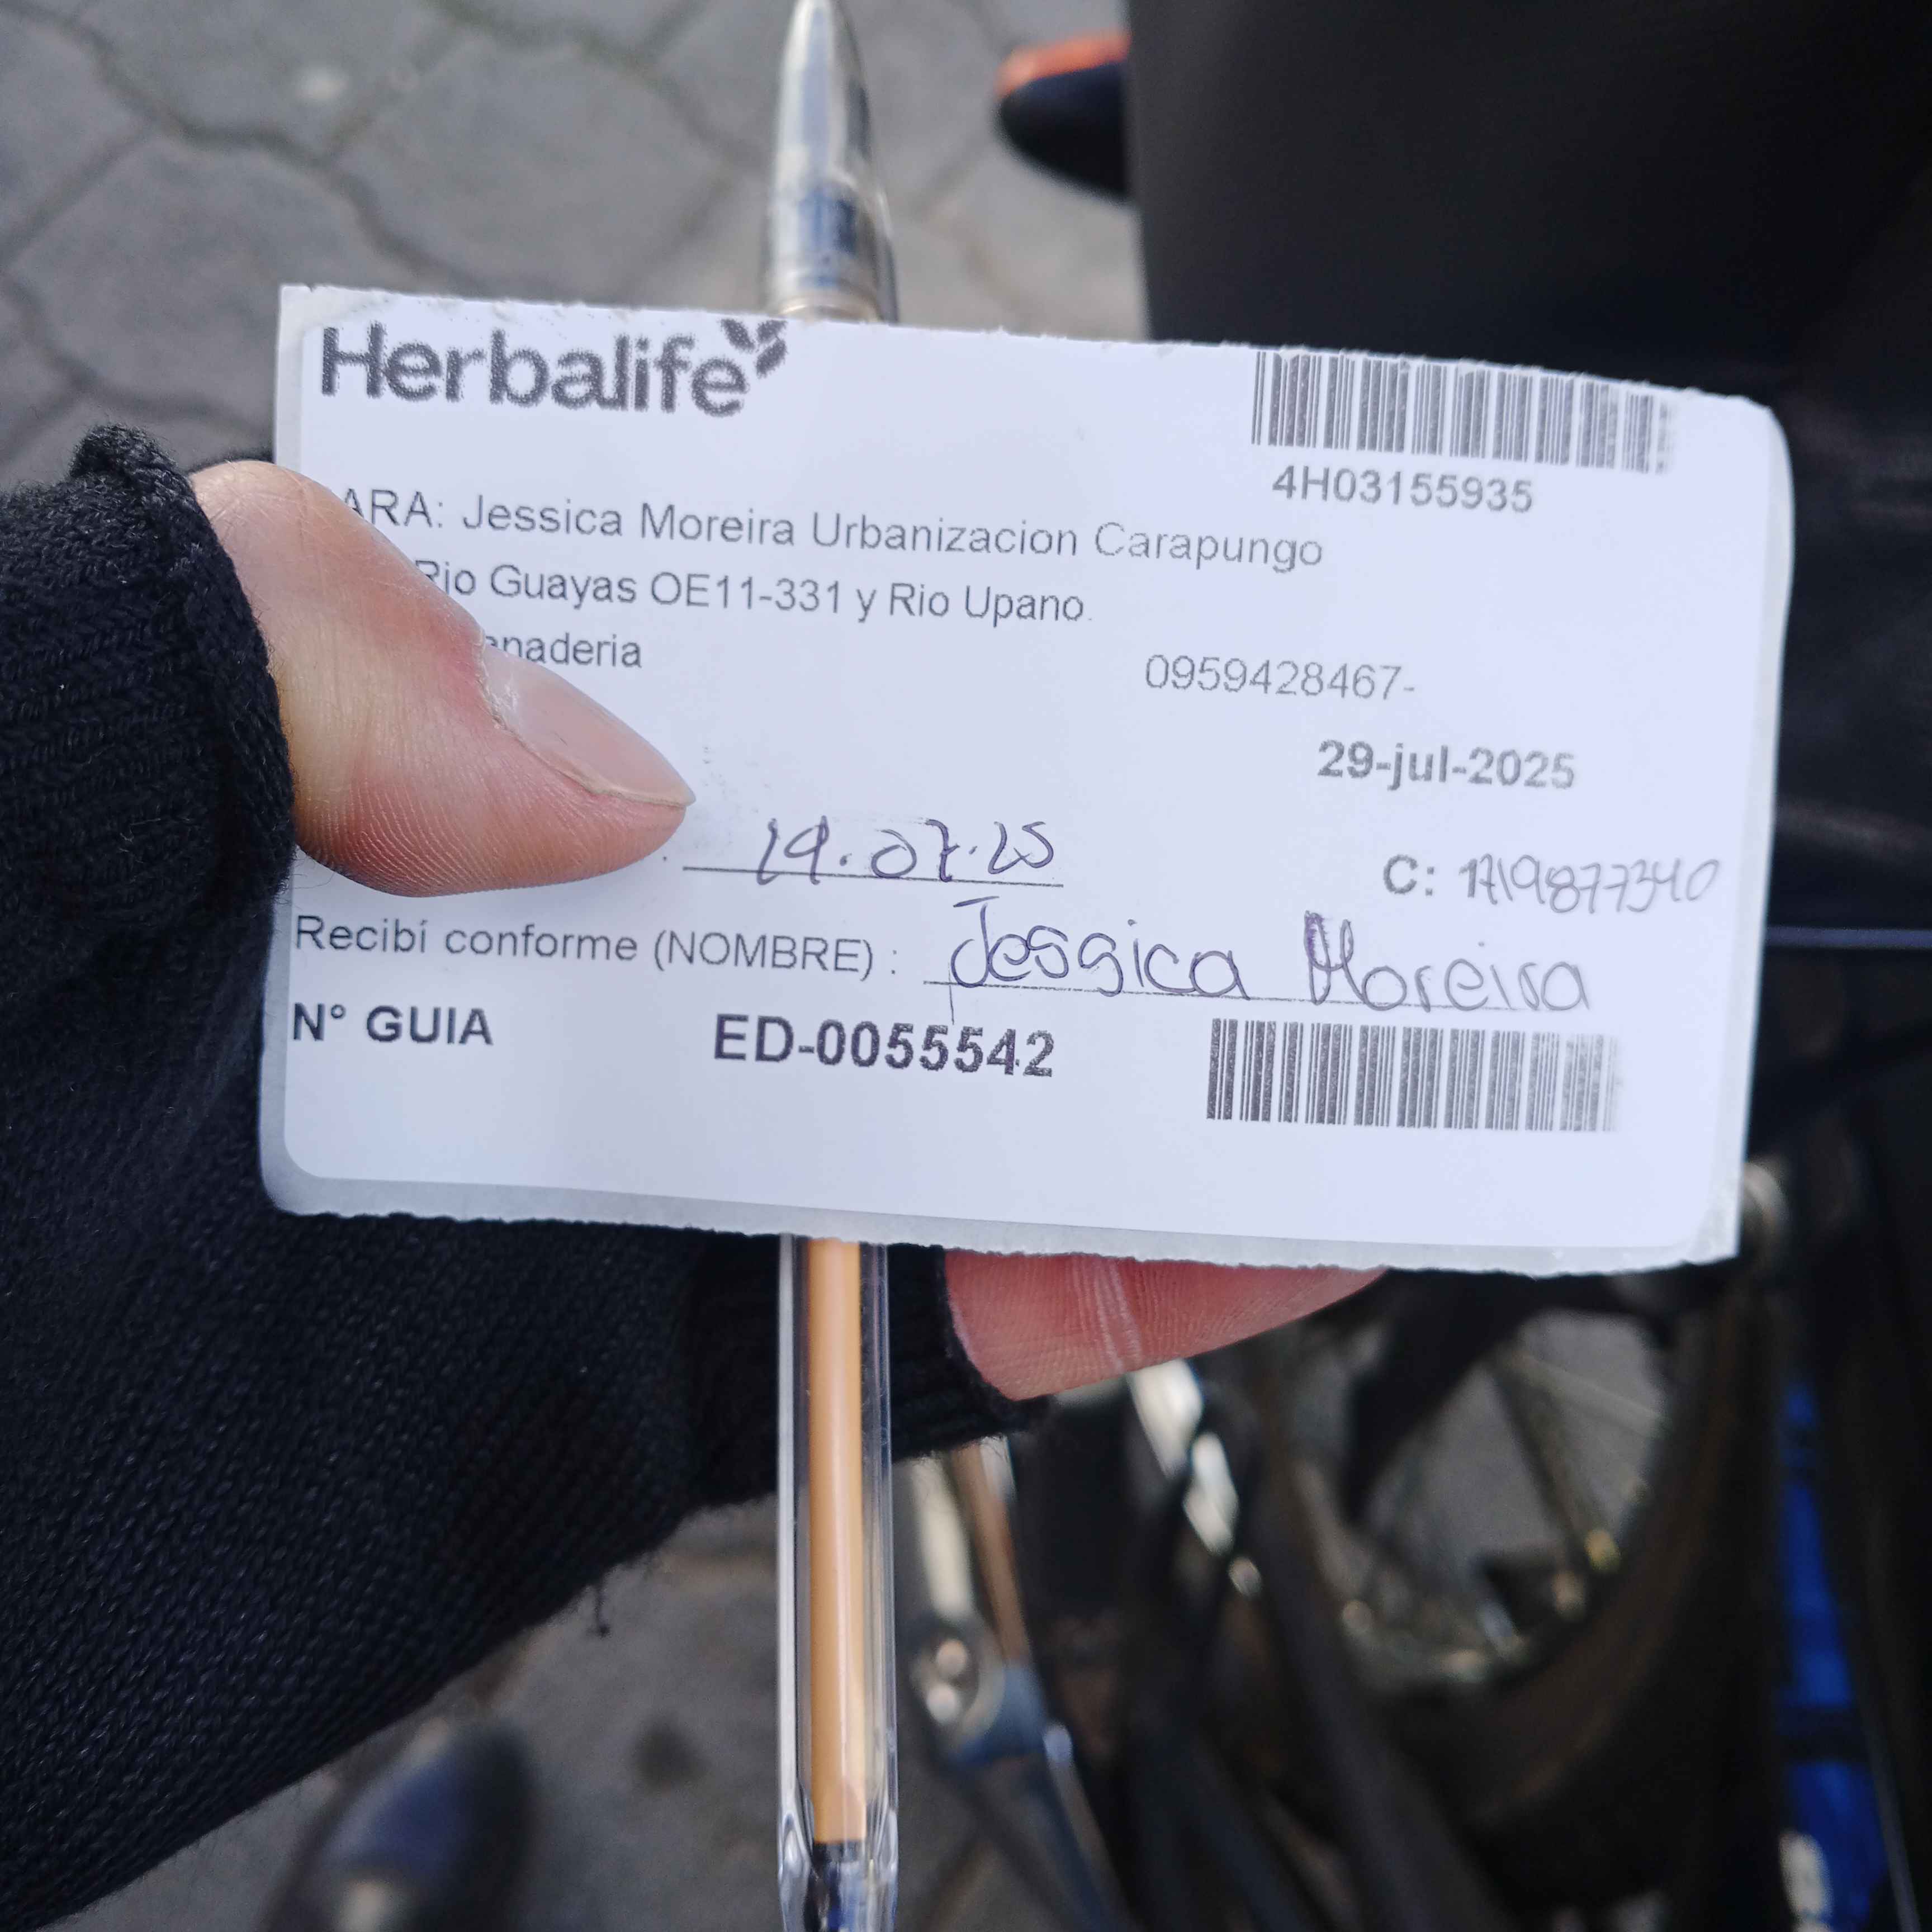 Herbalife
4H03155935
ARA: Jessica Moreira Urbanizacion Carapungo
Rio Guayas OE11-331 y Rio Upano.
anaderia
0959428467-
29-jul-2025
29.07.25
C: 1719877340
Recibí conforme (NOMBRE) : Jessica Moreira
N° GUIA ED-0055542